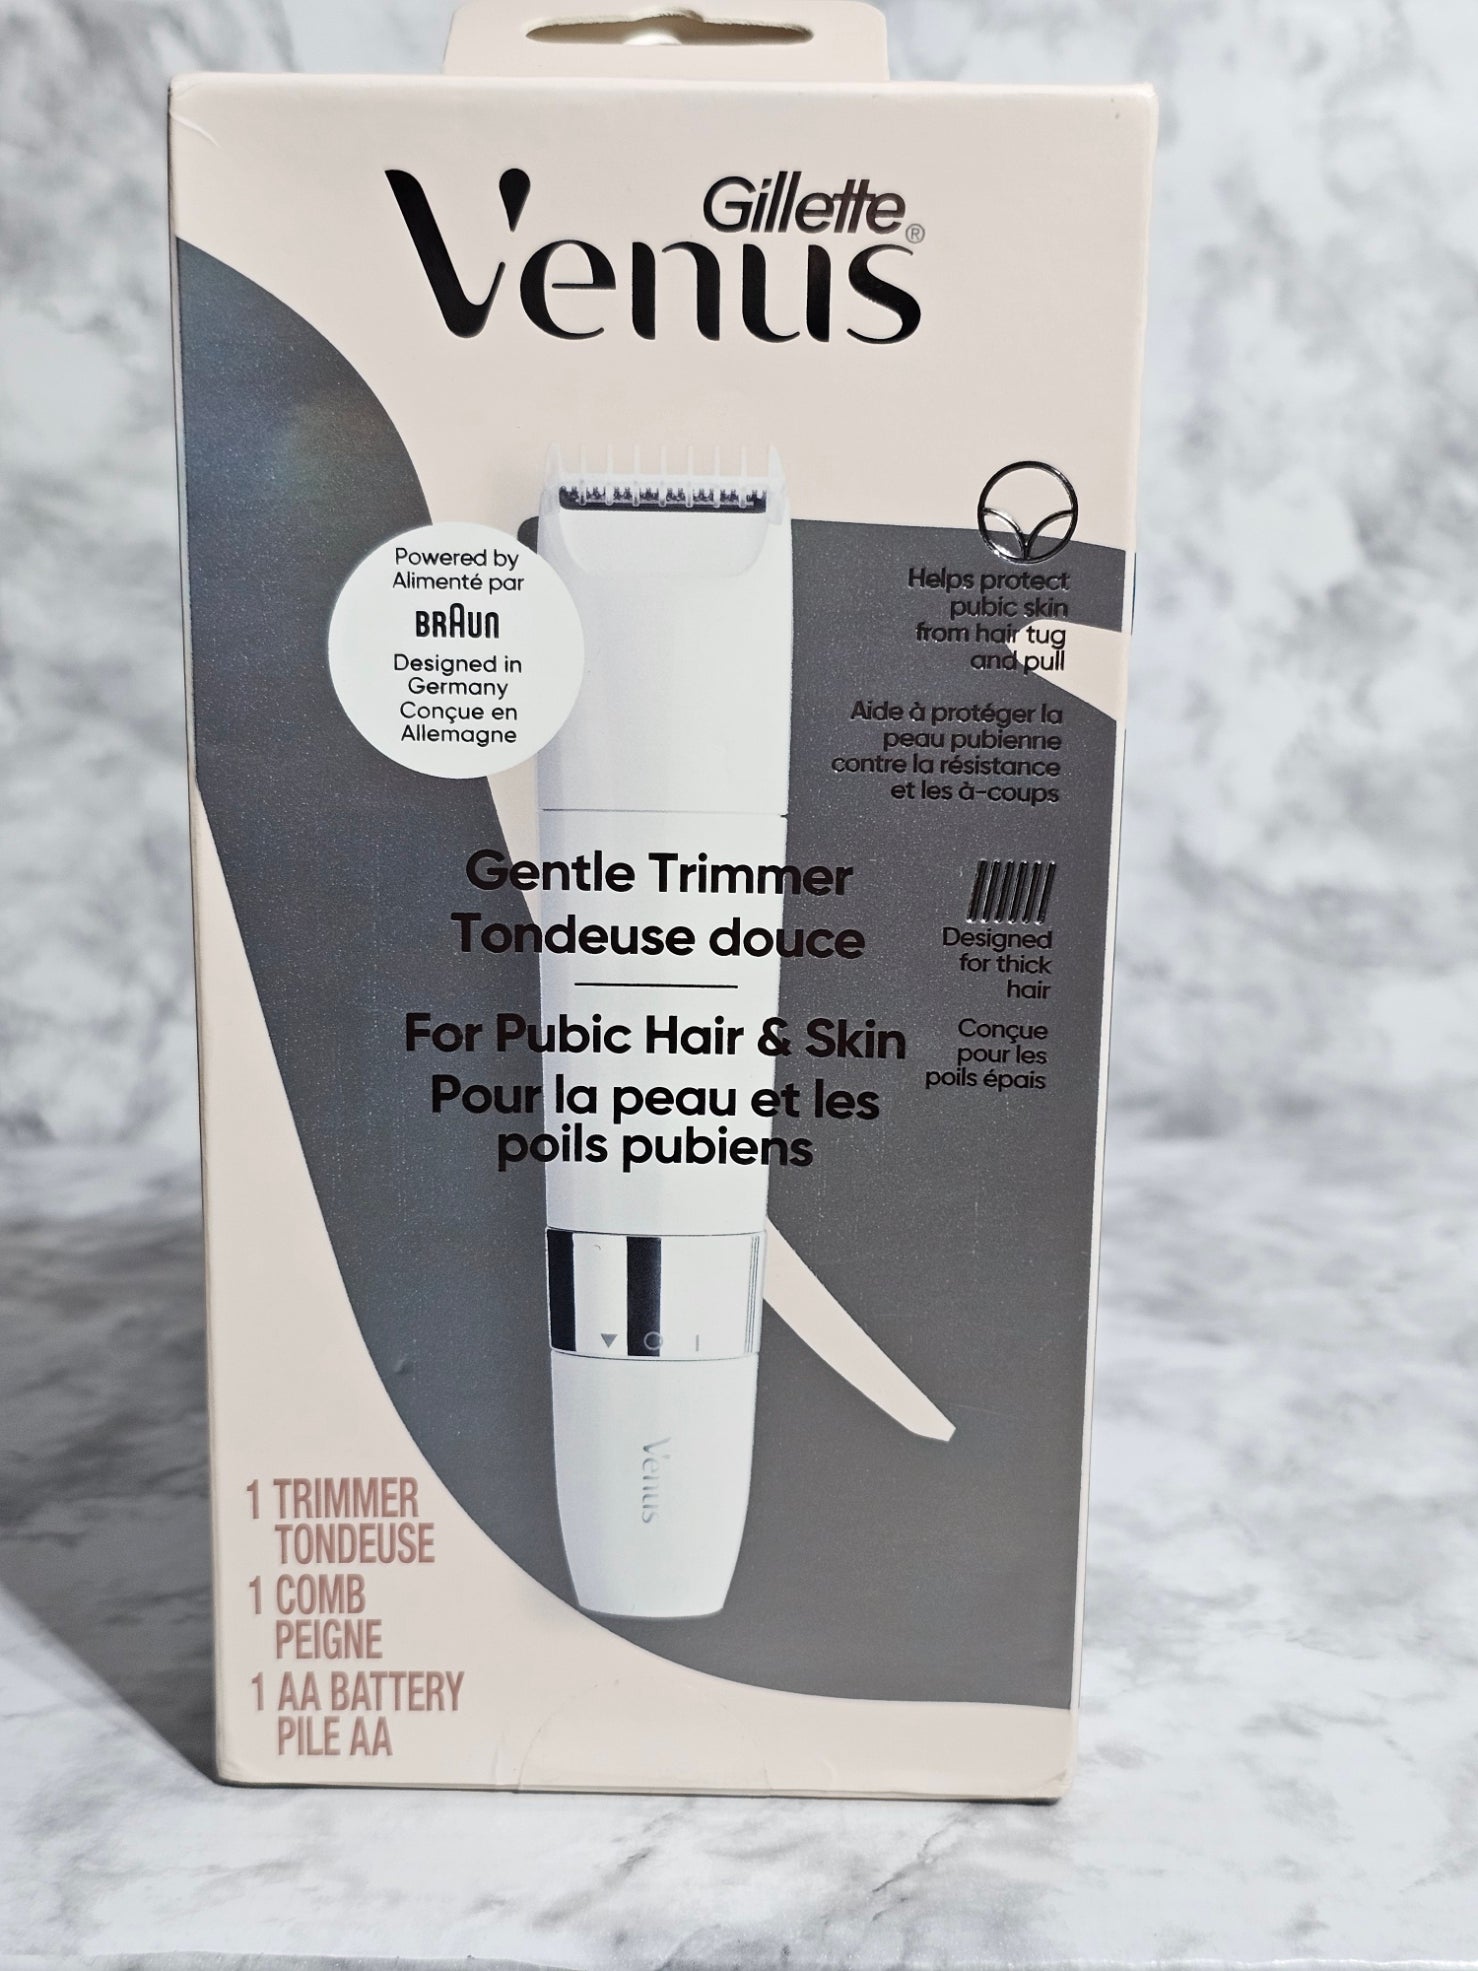 Gillette®
Venus
Powered by
Alimenté par
BRAUN
Designed in
Germany
Conçue en
Allemagne
Helps protect
pubic skin
from hair tug
and pull
Aide à protéger la
peau pubienne
contre la résistance
et les à-coups
Gentle Trimmer
Tondeuse douce
For Pubic Hair & Skin
Pour la peau et les
poils pubiens
Designed
for thick
hair
Conçue
pour les
poils épais
Venus
1 TRIMMER
TONDEUSE
1 COMB
PEIGNE
1 AA BATTERY
PILE AA